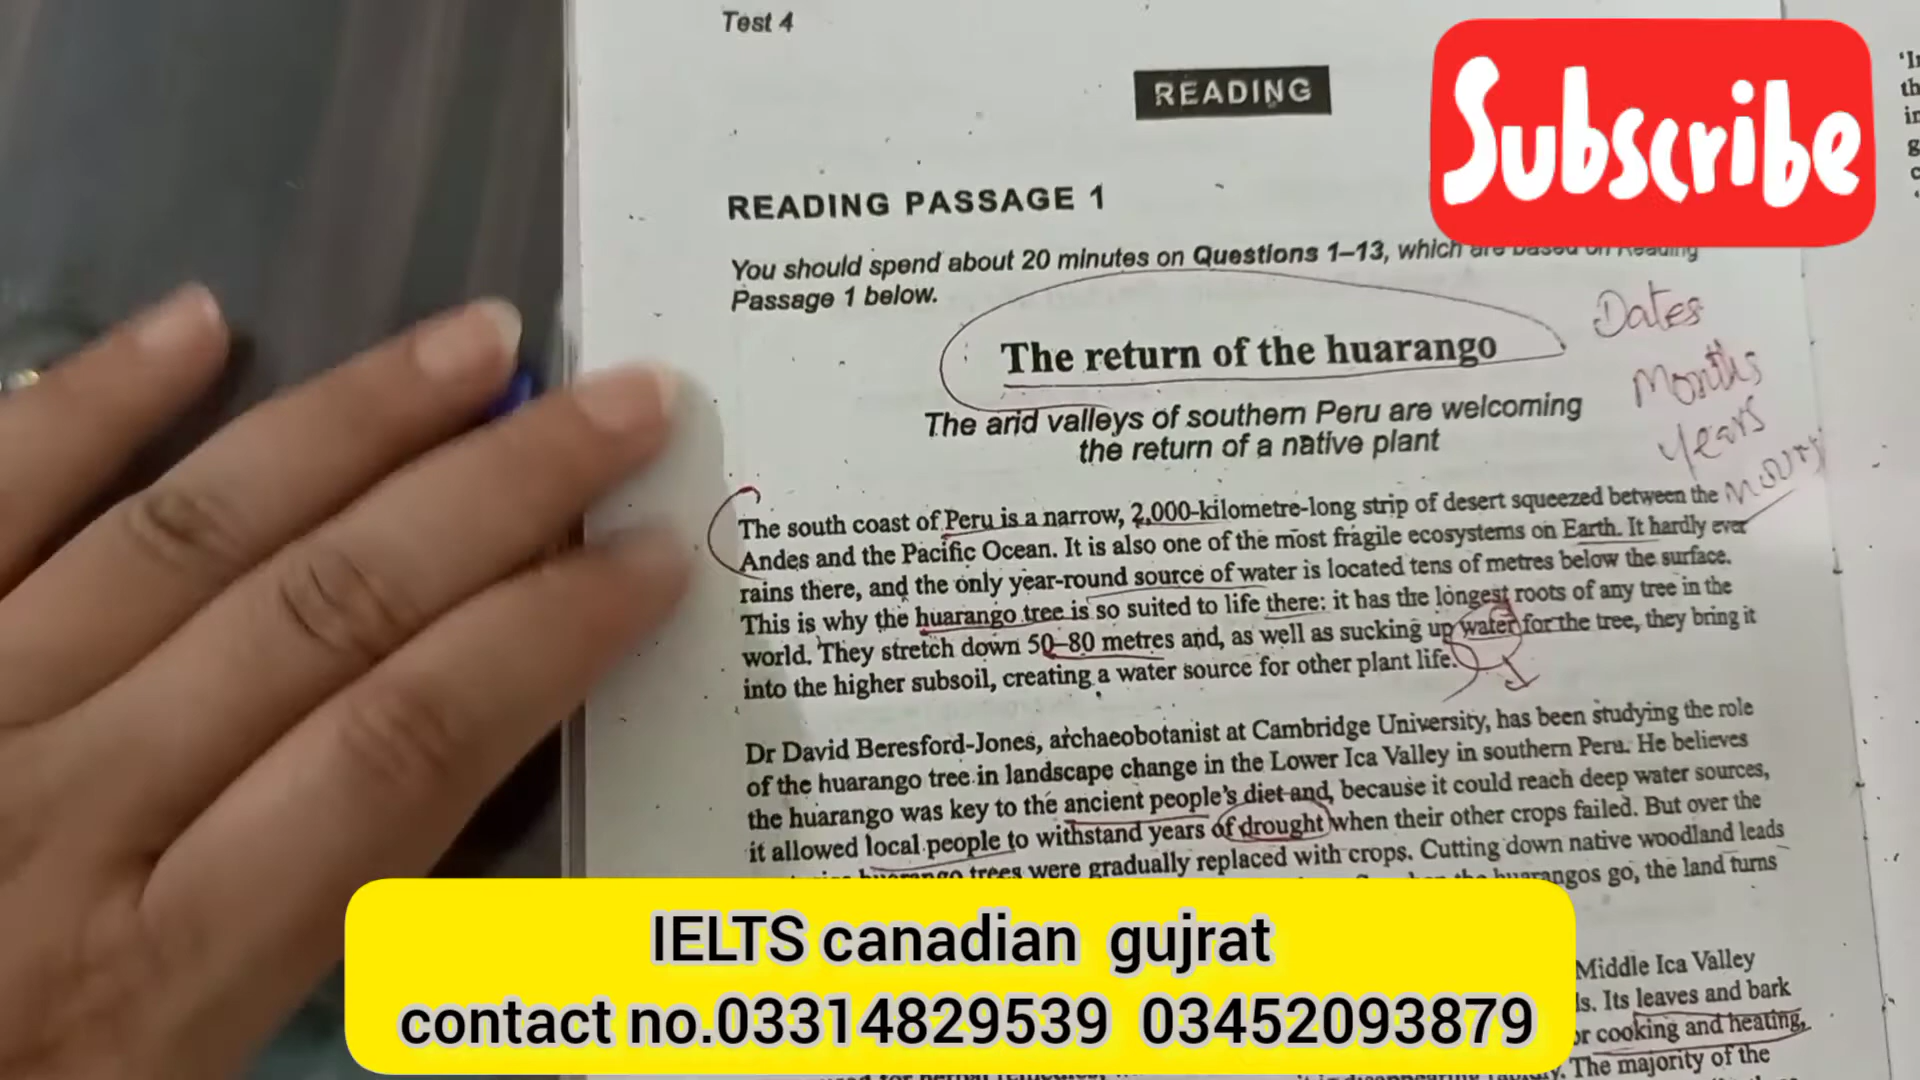 Test 4
READING
Subscribe
READING PASSAGE 1
You should spend about 20 minutes on Questions 1–13, which are based on Reading
Passage 1 below.
The return of the huarango
Dates
Months
Years
The arid valleys of southern Peru are welcoming
the return of a native plant
The south coast of Peru is a narrow, 2,000-kilometre-long strip of desert squeezed between the
Andes and the Pacific Ocean. It is also one of the most fragile ecosystems on Earth. It hardly ever
rains there, and the only year-round source of water is located tens of metres below the surface.
This is why the huarango tree is so suited to life there: it has the longest roots of any tree in the
world. They stretch down 50–80 metres and, as well as sucking up water for the tree, they bring it
into the higher subsoil, creating a water source for other plant life.
Dr David Beresford-Jones, archaeobotanist at Cambridge University, has been studying the role
of the huarango tree in landscape change in the Lower Ica Valley in southern Peru. He believes
the huarango was key to the ancient people's diet and, because it could reach deep water sources,
it allowed local people to withstand years of drought when their other crops failed. But over the
huarango trees were gradually replaced with crops. Cutting down native woodland leads
huarangos go, the land turns
Middle Ica Valley
Its leaves and bark
cooking and heating,
The majority of the
IELTS canadian gujrat
contact no.03314829539 03452093879